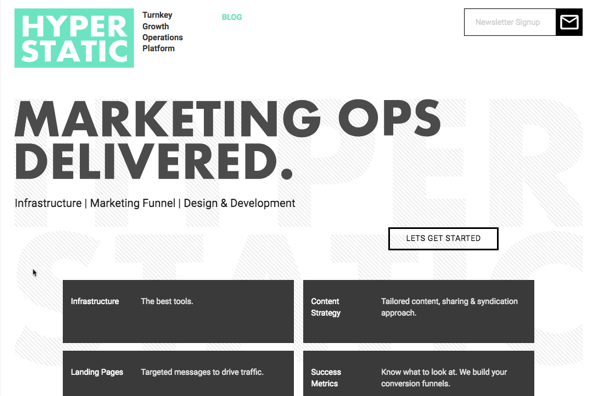 HYPER
STATIC
Turnkey
Growth
Operations
Platform
BLOG
Newsletter Signup
MARKETING OPS
DELIVERED.
Infrastructure | Marketing Funnel | Design & Development
LETS GET STARTED
Infrastructure
The best tools.
Content
Strategy
Tailored content, sharing & syndication
approach.
Landing Pages
Targeted messages to drive traffic.
Success
Metrics
Know what to look at. We build your
conversion funnels.
HYPER
STATIC